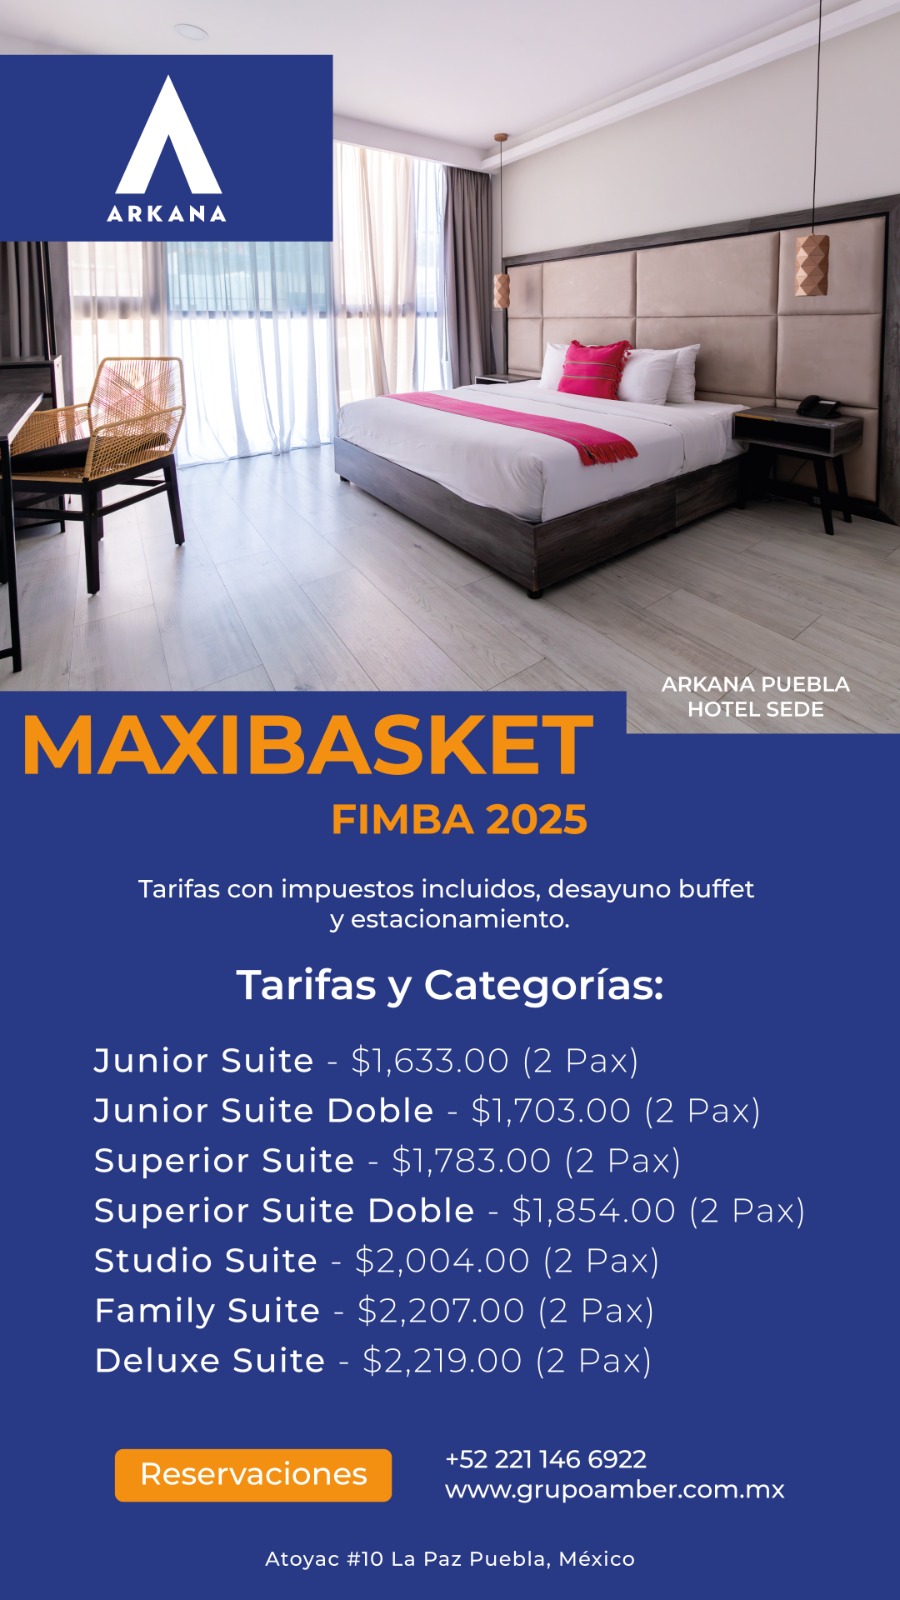 ARKANA
ARKANA PUEBLA
HOTEL SEDE
MAXIBASKET
FIMBA 2025
Tarifas con impuestos incluidos, desayuno buffet
y estacionamiento.
Tarifas y Categorías:
Junior Suite - $1,633.00 (2 Pax)
Junior Suite Doble - $1,703.00 (2 Pax)
Superior Suite - $1,783.00 (2 Pax)
Superior Suite Doble - $1,854.00 (2 Pax)
Studio Suite - $2,004.00 (2 Pax)
Family Suite - $2,207.00 (2 Pax)
Deluxe Suite - $2,219.00 (2 Pax)
Reservaciones
+52 221 146 6922
www.grupoamber.com.mx
Atoyac #10 La Paz Puebla, México